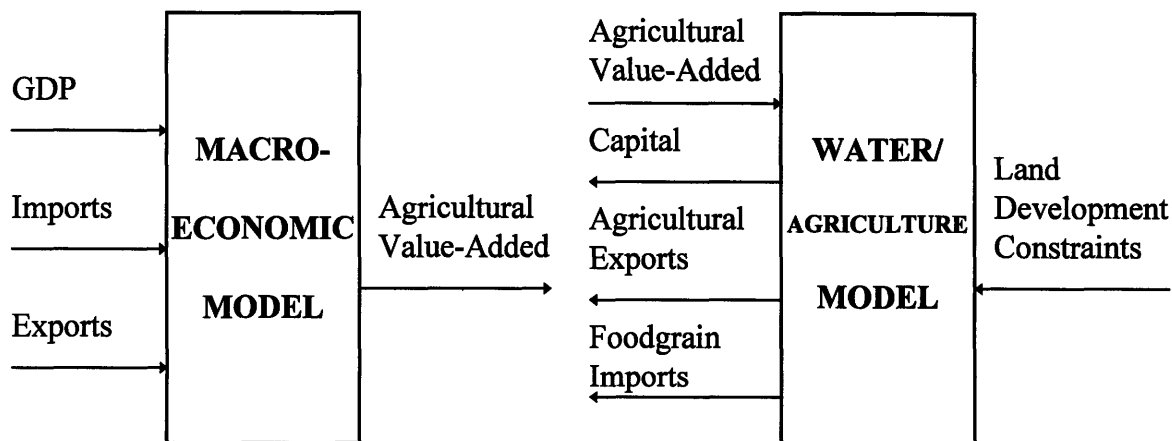 GDP
Imports
Exports
MACRO-
ECONOMIC
MODEL
Agricultural
Value-Added
Agricultural
Value-Added
Capital
Agricultural
Exports
Foodgrain
Imports
WATER/
AGRICULTURE
MODEL
Land
Development
Constraints